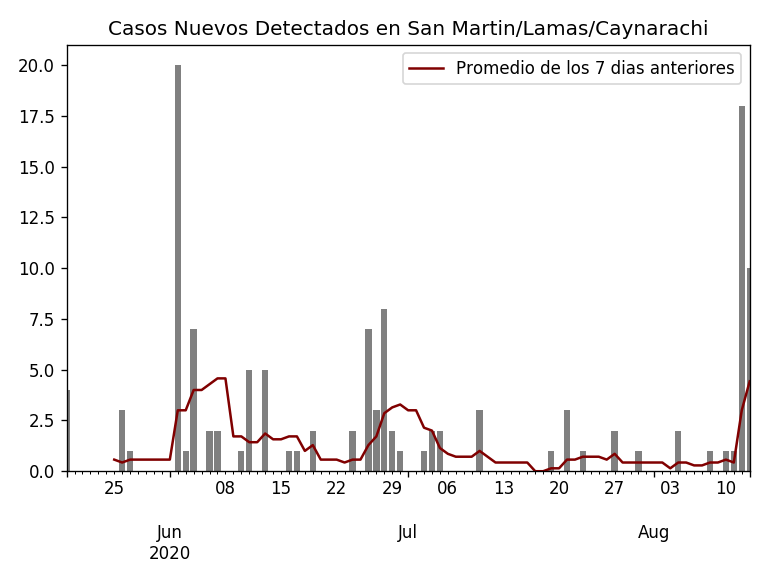 Casos Nuevos Detectados en San Martin/Lamas/Caynarachi
Promedio de los 7 dias anteriores
20.0
17.5
15.0
12.5
10.0
7.5
5.0
2.5
0.0
25 08 15 22 29 06 13 20 27 03 10
Jun Jul Aug
2020